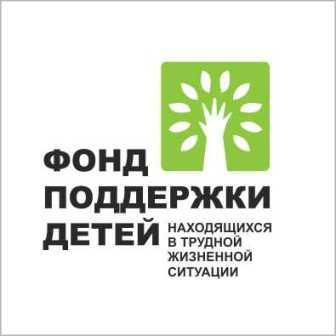 ФОНД
ПОДДЕРЖКИ
ДЕТЕЙ
НАХОДЯЩИХСЯ
В ТРУДНОЙ
ЖИЗНЕННОЙ
СИТУАЦИИ